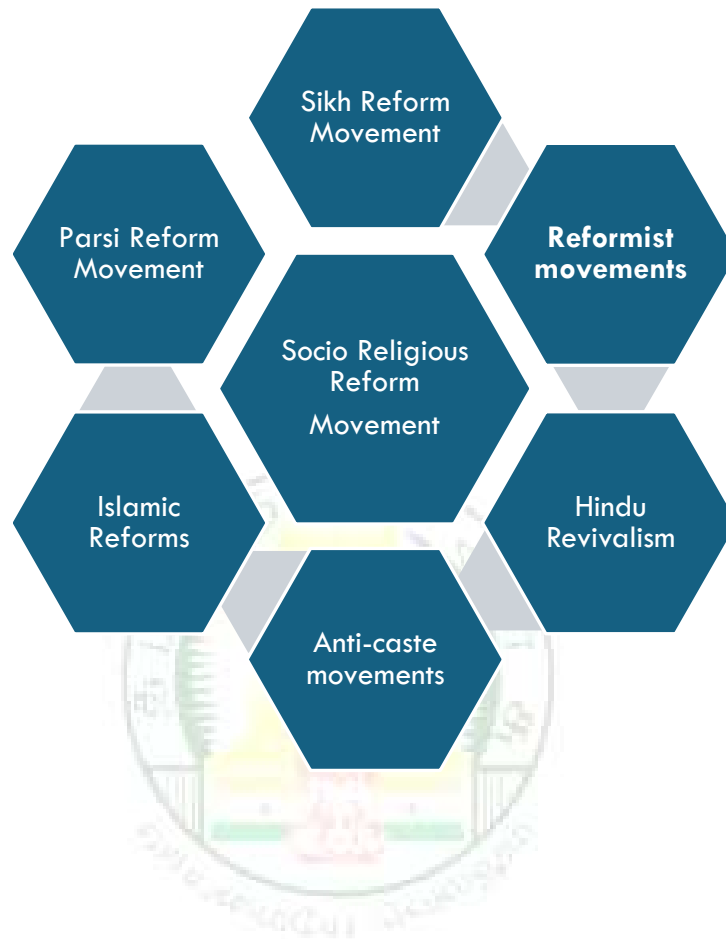 Sikh Reform
Movement
Reformist
movements
Hindu
Revivalism
Anti-caste
movements
Islamic
Reforms
Parsi Reform
Movement
Socio Religious
Reform
Movement